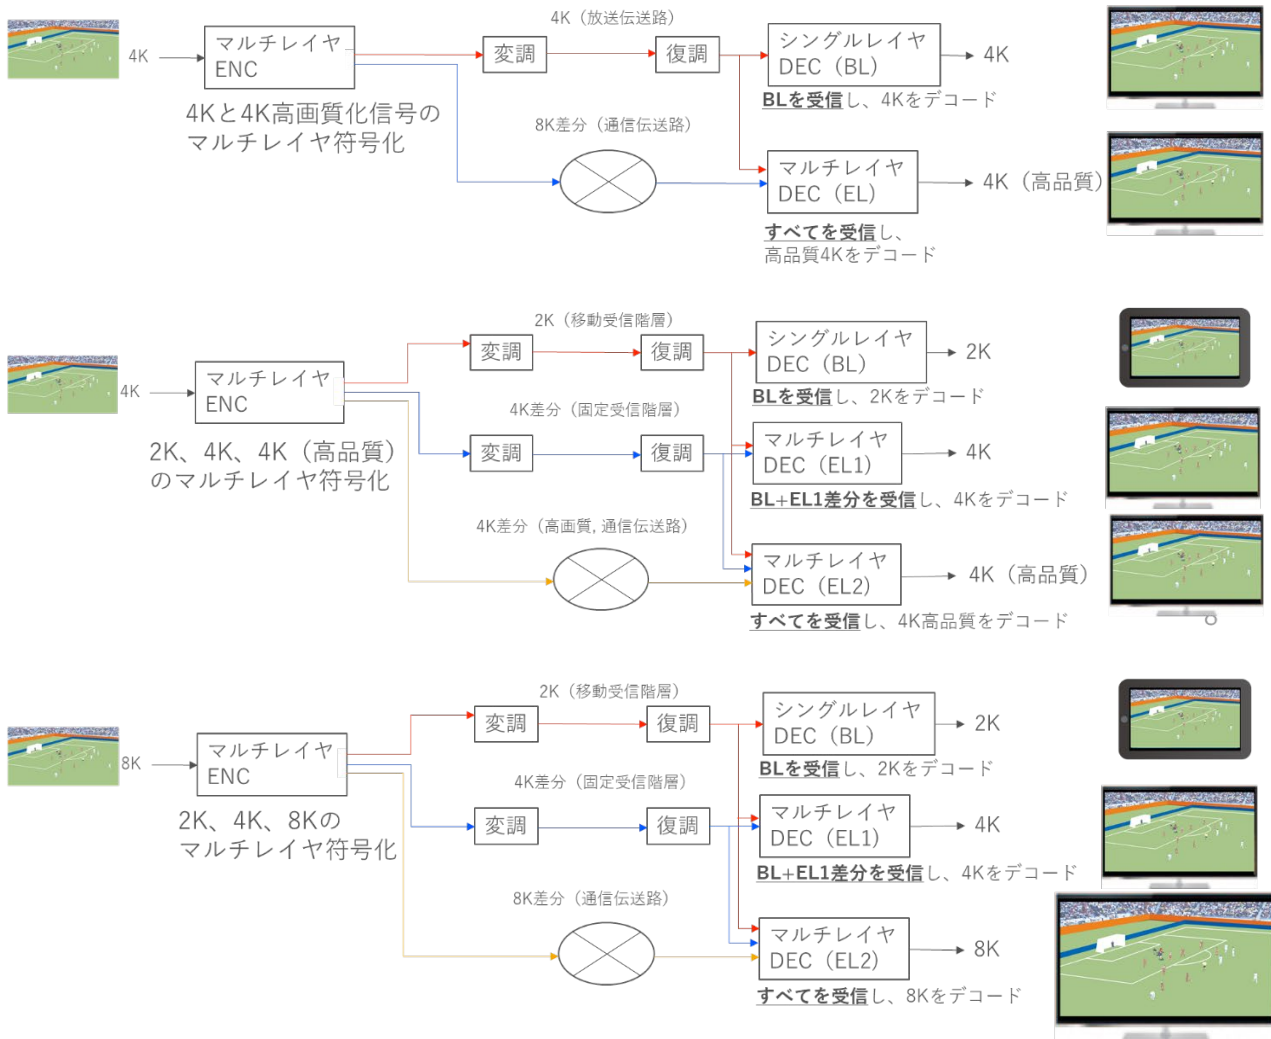 4K（放送伝送路）
4K
マルチレイヤ
ENC
変調
復調
シングルレイヤ
DEC（BL）
4K
BLを受信し、4Kをデコード
4Kと4K高画質化信号の
マルチレイヤ符号化
8K差分（通信伝送路）
マルチレイヤ
DEC（EL）
4K（高品質）
すべてを受信し、
高品質4Kをデコード
2K（移動受信階層）
4K
マルチレイヤ
ENC
変調
復調
シングルレイヤ
DEC（BL）
2K
BLを受信し、2Kをデコード
2K、4K、4K（高品質）
のマルチレイヤ符号化
4K差分（固定受信階層）
変調
復調
マルチレイヤ
DEC（EL1）
4K
BL+EL1差分を受信し、4Kをデコード
4K差分（高画質, 通信伝送路）
マルチレイヤ
DEC（EL2）
4K（高品質）
すべてを受信し、4K高品質をデコード
2K（移動受信階層）
8K
マルチレイヤ
ENC
変調
復調
シングルレイヤ
DEC（BL）
2K
BLを受信し、2Kをデコード
2K、4K、8Kの
マルチレイヤ符号化
4K差分（固定受信階層）
変調
復調
マルチレイヤ
DEC（EL1）
4K
BL+EL1差分を受信し、4Kをデコード
8K差分（通信伝送路）
マルチレイヤ
DEC（EL2）
8K
すべてを受信し、8Kをデコード